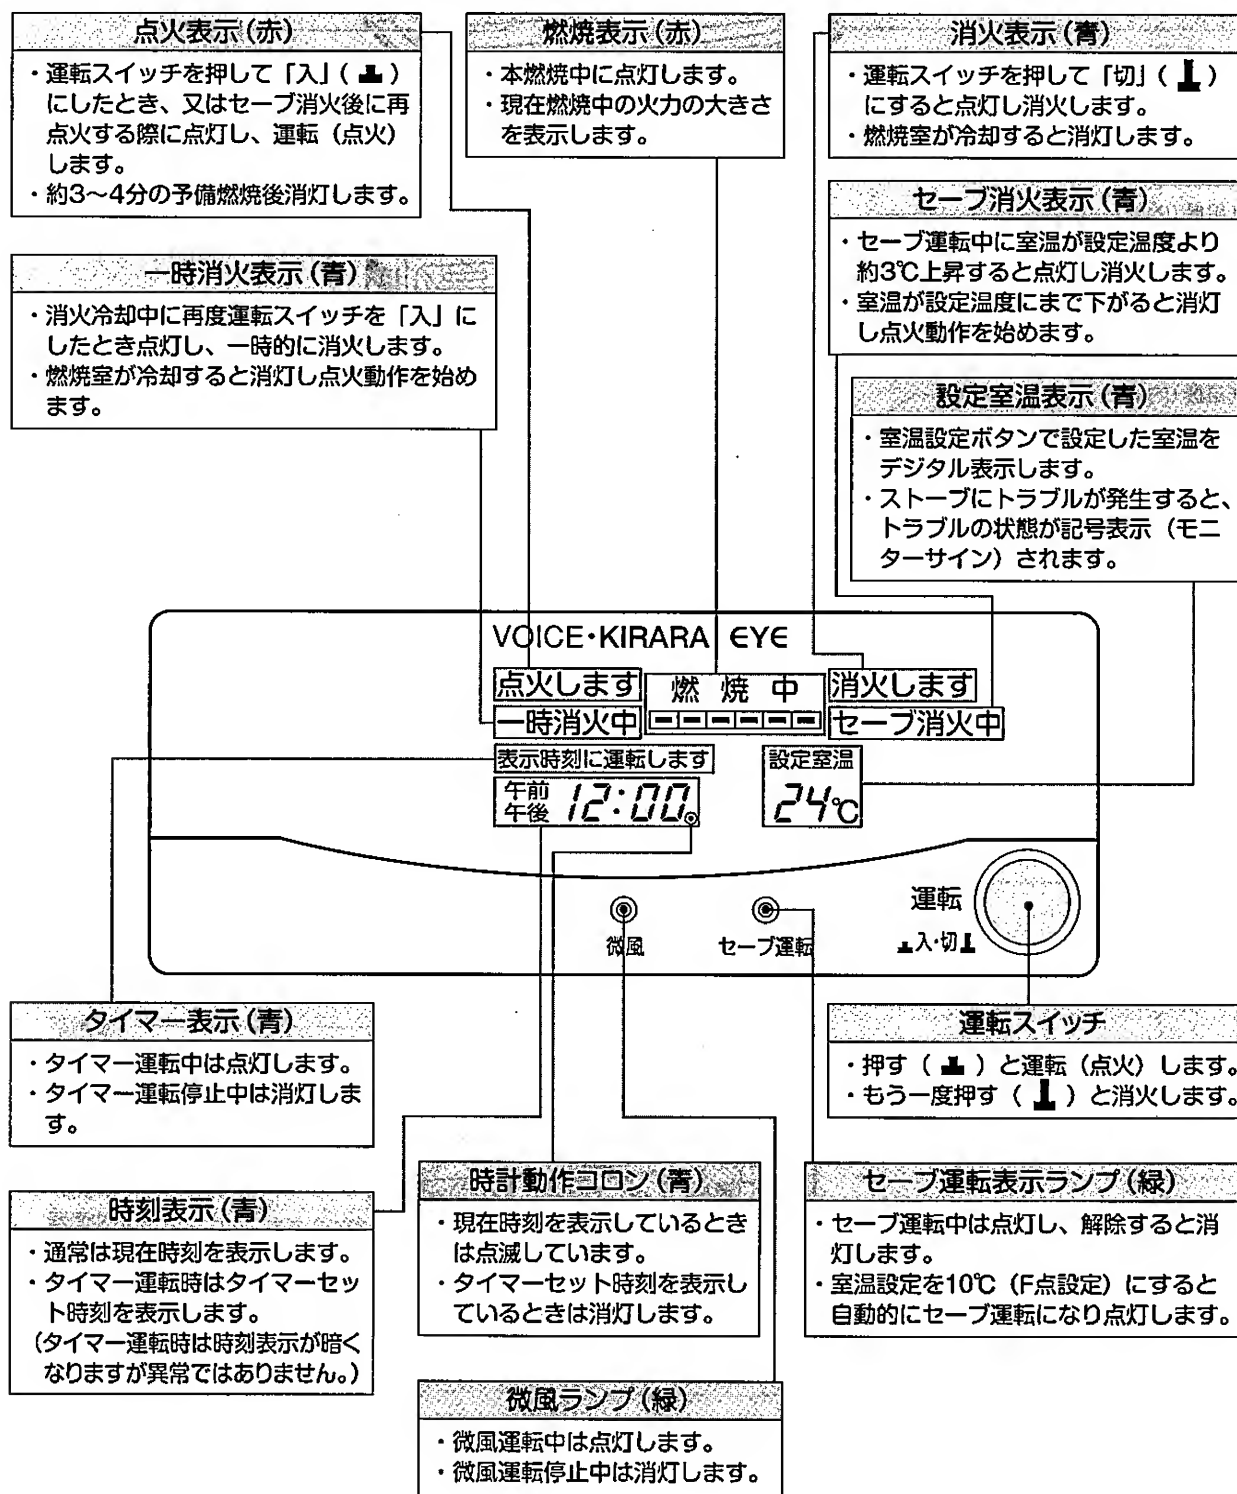 点火表示(赤)
・運転スイッチを押して「入」( )
にしたとき、又はセーブ消火後に再
点火する際に点灯し、運転(点火)
します。
・約3~4分の予備燃焼後消灯します。
燃焼表示(赤)
・本燃焼中に点灯します。
・現在燃焼中の火力の大きさ
を表示します。
消火表示(青)
・運転スイッチを押して「切」( )
にすると点灯し消火します。
・燃焼室が冷却すると消灯します。
セーブ消火表示(青)
・セーブ運転中に室温が設定温度より
約3℃上昇すると点灯し消火します。
・室温が設定温度にまで下がると消灯
し点火動作を始めます。
一時消火表示(青)
・消火冷却中に再度運転スイッチを「入」に
したとき点灯し、一時的に消火します。
・燃焼室が冷却すると消灯し点火動作を始め
ます。
設定室温表示(青)
・室温設定ボタンで設定した室温を
デジタル表示します。
・ストーブにトラブルが発生すると、
トラブルの状態が記号表示(モニ
ターサイン)されます。
VOICE・KIRARA EYE
点火します
燃焼中
消火します
一時消火中
セーブ消火中
表示時刻に運転します
設定室温
午前
午後
12:00
24℃
微風
セーブ運転
運転
入・切
タイマー表示(青)
・タイマー運転中は点灯します。
・タイマー運転停止中は消灯しま
す。
運転スイッチ
・押す( )と運転(点火)します。
・もう一度押す( )と消火します。
時刻表示(青)
・通常は現在時刻を表示します。
・タイマー運転時はタイマーセッ
ト時刻を表示します。
(タイマー運転時は時刻表示が暗く
なりますが異常ではありません。)
時計動作コロン(青)
・現在時刻を表示しているとき
は点滅しています。
・タイマーセット時刻を表示し
ているときは消灯します。
セーブ運転表示ランプ(緑)
・セーブ運転中は点灯し、解除すると消
灯します。
・室温設定を10℃(F点設定)にすると
自動的にセーブ運転になり点灯します。
微風ランプ(緑)
・微風運転中は点灯します。
・微風運転停止中は消灯します。